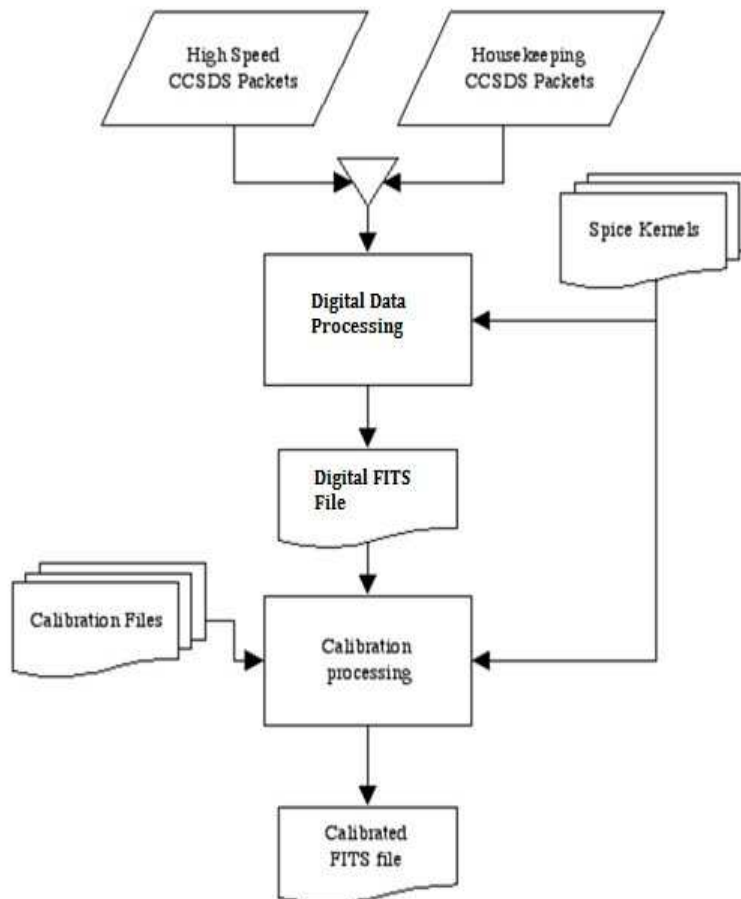 High Speed
CCSDS Packets
Housekeeping
CCSDS Packets
Spice Kernels
Digital Data
Processing
Digital FITS
File
Calibration Files
Calibration
processing
Calibrated
FITS file